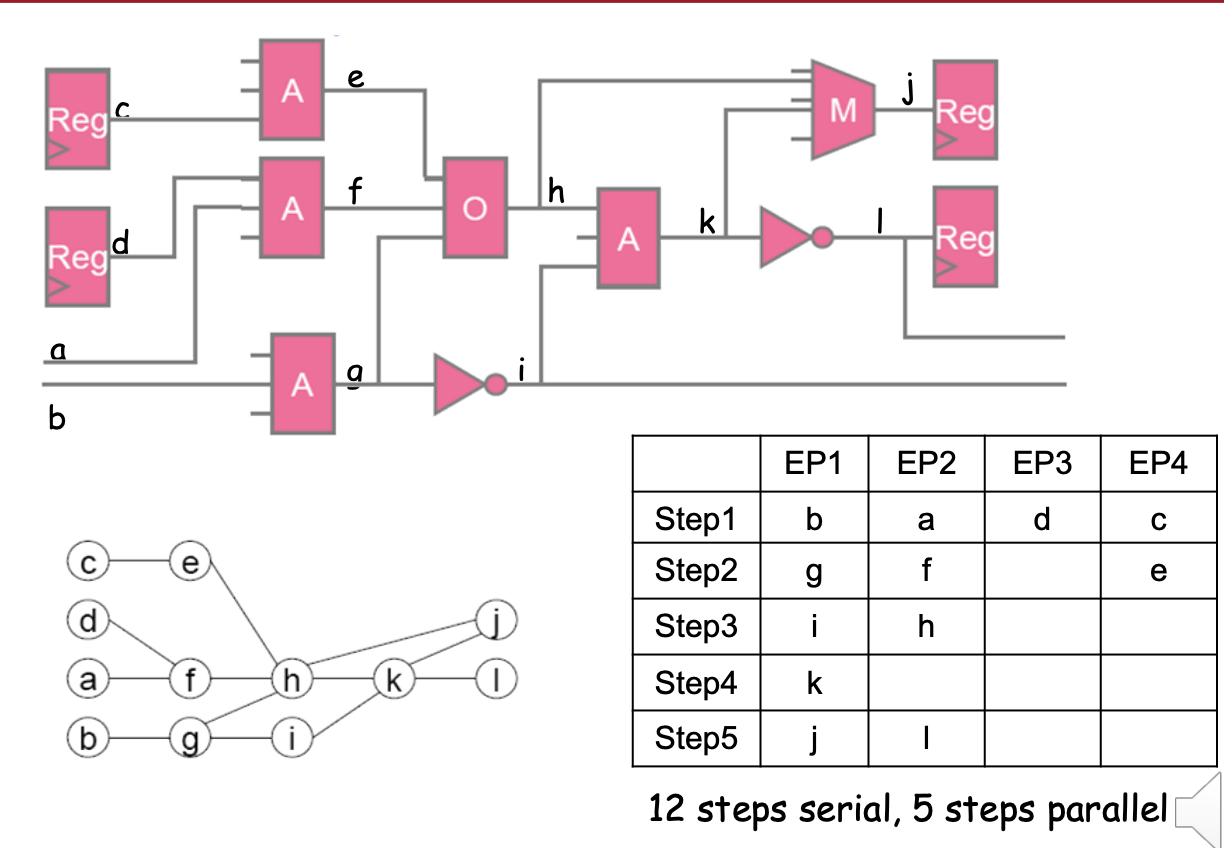 A
e
Reg
c
j
M
Reg
A
f
O
h
Reg
d
A
k
l
Reg
a
A
g
i
b
EP1 EP2 EP3 EP4
Step1 b a d c
Step2 g f e
Step3 i h
Step4 k
Step5 j l
c e
d j
a f h k l
b g i
12 steps serial, 5 steps parallel